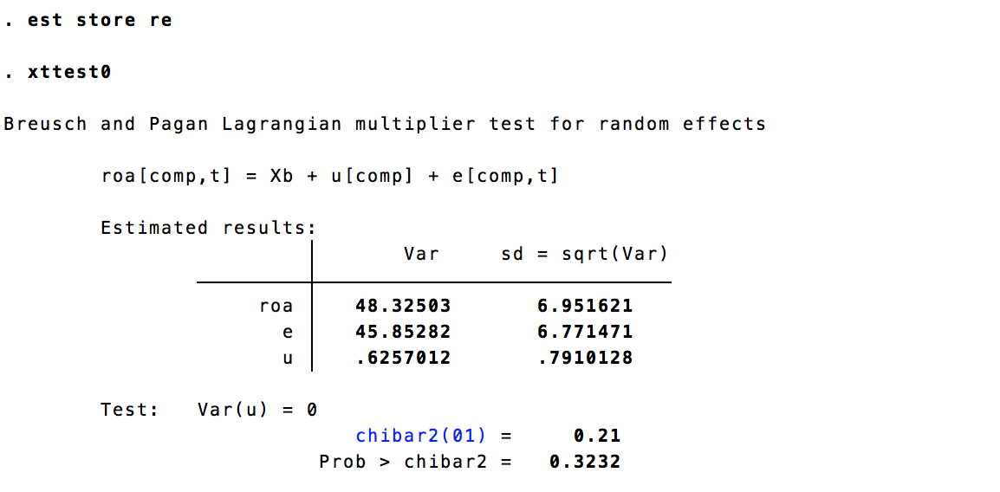 . est store re
. xttest0
Breusch and Pagan Lagrangian multiplier test for random effects
roa[comp,t] = Xb + u[comp] + e[comp,t]
Estimated results:
Var sd = sqrt(Var)
roa 48.32503 6.951621
e 45.85282 6.771471
u .6257012 .7910128
Test: Var(u) = 0
chibar2(01) = 0.21
Prob > chibar2 = 0.3232